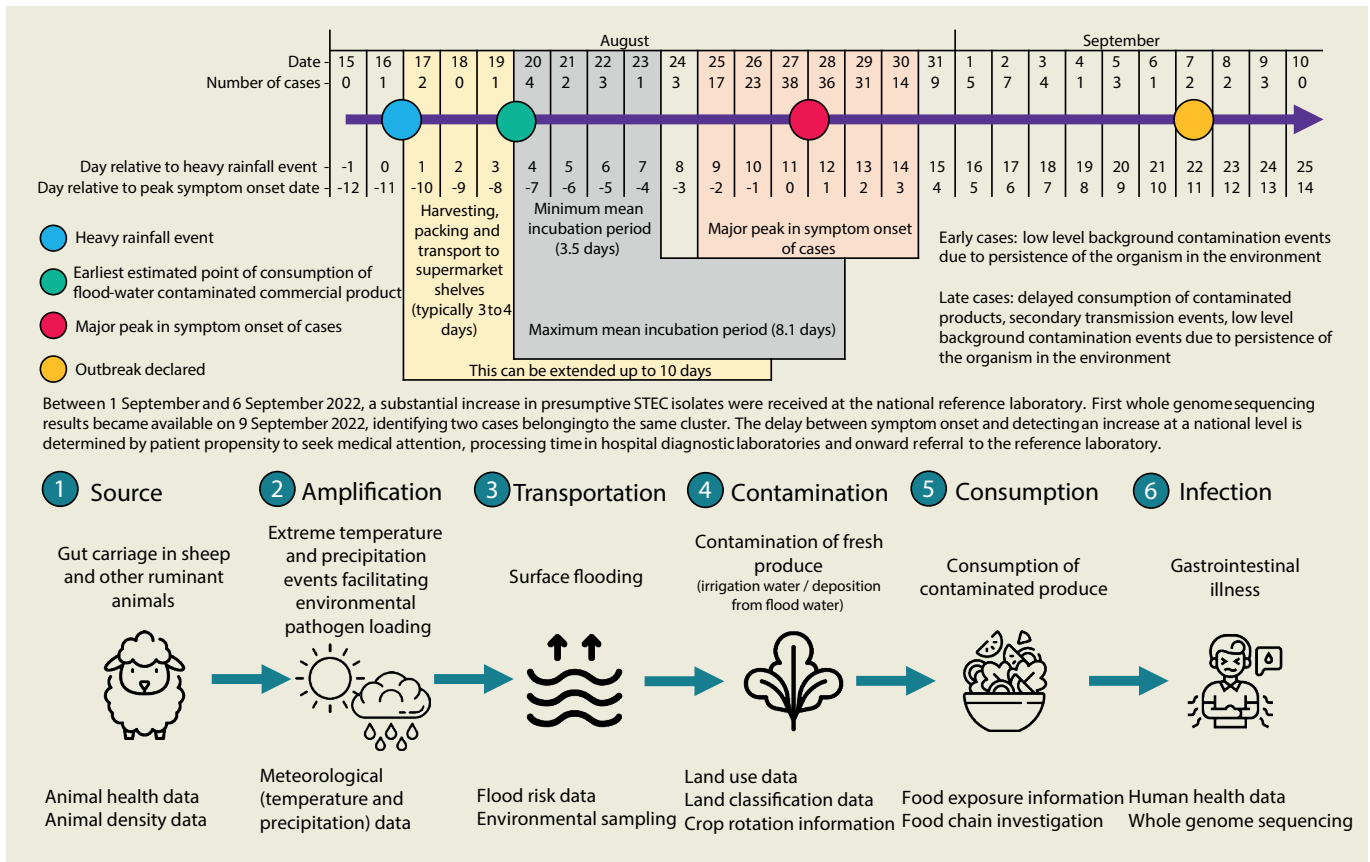 August September
Date 15 16 17 18 19 20 21 22 23 24 25 26 27 28 29 30 31 1 2 3 4 5 6 7 8 9 10
Number of cases 0 1 2 0 1 4 2 3 1 3 17 23 38 36 31 14 9 5 7 4 1 3 1 2 2 3 0
Day relative to heavy rainfall event -1 0 1 2 3 4 5 6 7 8 9 10 11 12 13 14 15 16 17 18 19 20 21 22 23 24 25
Day relative to peak symptom onset date -12 -11 -10 -9 -8 -7 -6 -5 -4 -3 -2 -1 0 1 2 3 4 5 6 7 8 9 10 11 12 13 14
Heavy rainfall event
Earliest estimated point of consumption of
flood-water contaminated commercial product
Major peak in symptom onset of cases
Outbreak declared
Harvesting,
packing and
transport to
supermarket
shelves
(typically 3 to 4
days)
Minimum mean
incubation period
(3.5 days)
Major peak in symptom onset
of cases
Maximum mean incubation period (8.1 days)
This can be extended up to 10 days
Early cases: low level background contamination events
due to persistence of the organism in the environment
Late cases: delayed consumption of contaminated
products, secondary transmission events, low level
background contamination events due to persistence of
the organism in the environment
Between 1 September and 6 September 2022, a substantial increase in presumptive STEC isolates were received at the national reference laboratory. First whole genome sequencing
results became available on 9 September 2022, identifying two cases belonging to the same cluster. The delay between symptom onset and detecting an increase at a national level is
determined by patient propensity to seek medical attention, processing time in hospital diagnostic laboratories and onward referral to the reference laboratory.
1 Source
Gut carriage in sheep
and other ruminant
animals
Animal health data
Animal density data
2 Amplification
Extreme temperature
and precipitation
events facilitating
environmental
pathogen loading
Meteorological
(temperature and
precipitation) data
3 Transportation
Surface flooding
Flood risk data
Environmental sampling
4 Contamination
Contamination of fresh
produce
(irrigation water / deposition
from flood water)
Land use data
Land classification data
Crop rotation information
5 Consumption
Consumption of
contaminated produce
Food exposure information
Food chain investigation
6 Infection
Gastrointestinal
illness
Human health data
Whole genome sequencing